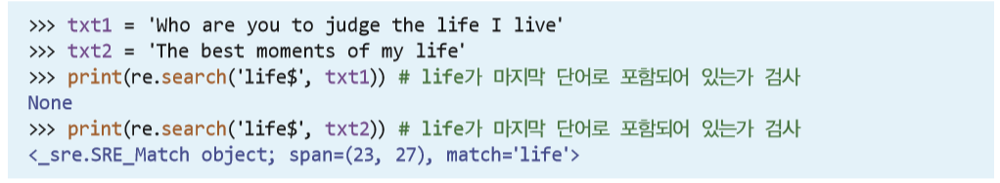 >>> txt1 = 'Who are you to judge the life I live'
>>> txt2 = 'The best moments of my life'
>>> print(re.search('life$', txt1)) # life가 마지막 단어로 포함되어 있는가 검사
None
>>> print(re.search('life$', txt2)) # life가 마지막 단어로 포함되어 있는가 검사
<_sre.SRE_Match object; span=(23, 27), match='life'>